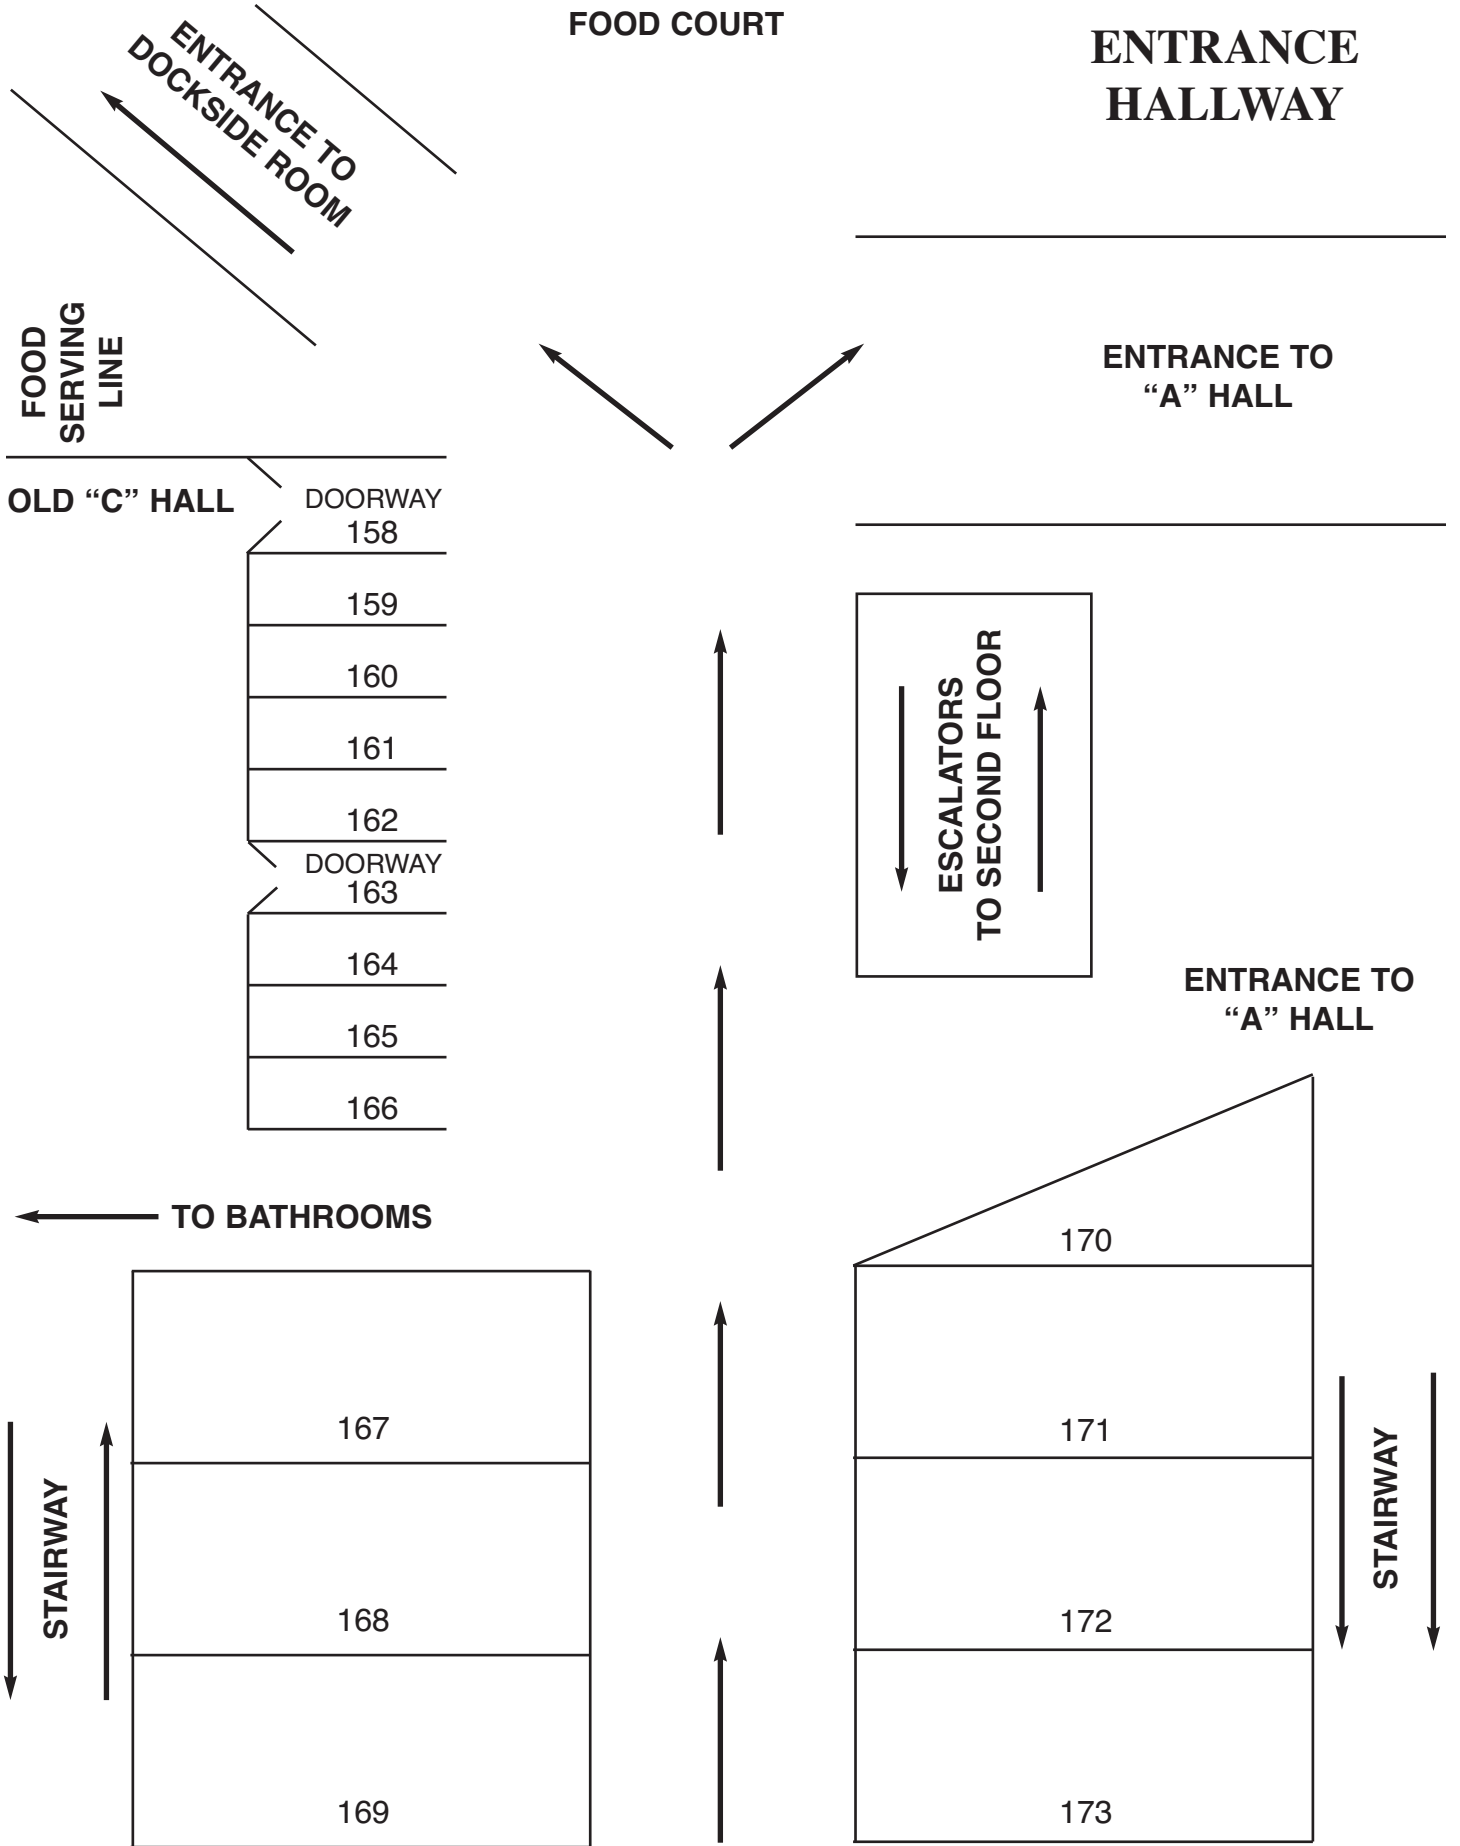 FOOD COURT
ENTRANCE
HALLWAY
ENTRANCE TO
DOCKSIDE ROOM
FOOD
SERVING
LINE
ENTRANCE TO
“A” HALL
OLD “C” HALL
DOORWAY
158
159
160
161
162
DOORWAY
163
164
165
166
ESCALATORS
TO SECOND FLOOR
ENTRANCE TO
“A” HALL
TO BATHROOMS
167
168
169
STAIRWAY
170
171
172
173
STAIRWAY